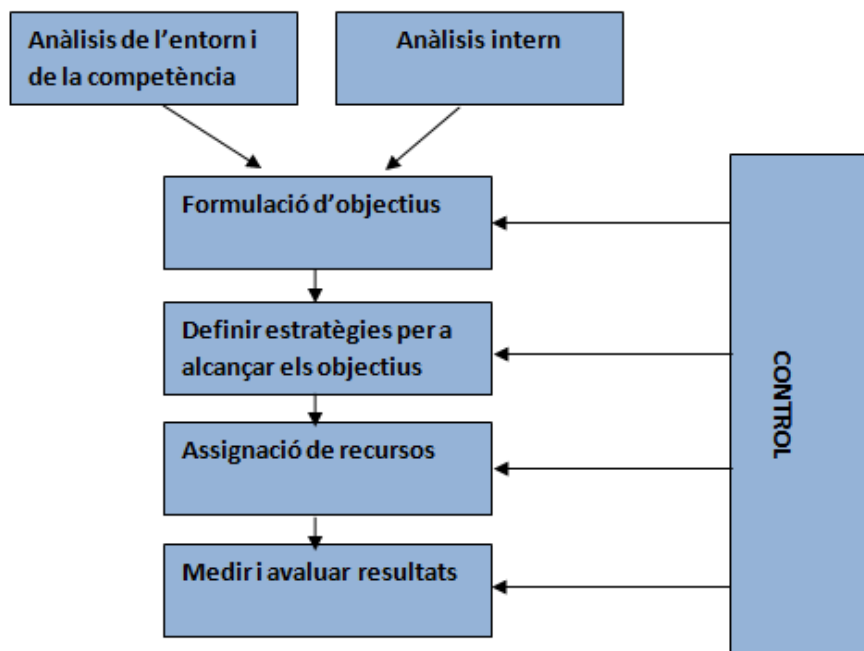 Anàlisis de l'entorn i
de la competència
Anàlisis intern
Formulació d'objectius
Definir estratègies per a
alcançar els objectius
Assignació de recursos
Medir i avaluar resultats
CONTROL